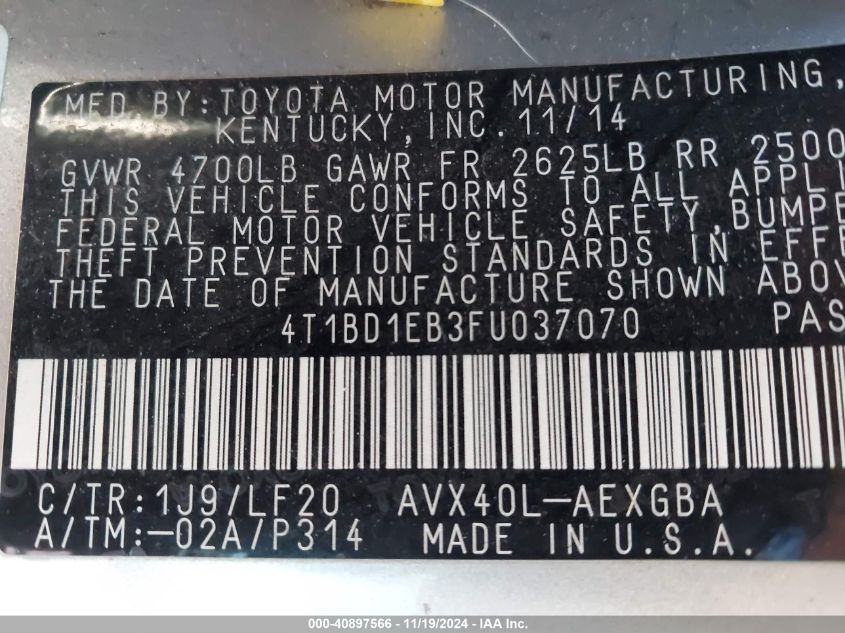 MFD.BY:TOYOTA MOTOR MANUFACTURING,
KENTUCKY,INC.11/14
GVWR 4700LB GAWR FR 2625LB RR 2500
THIS VEHICLE CONFORMS TO ALL APPLI
FEDERAL MOTOR VEHICLE SAFETY,BUMPE
THEFT PREVENTION STANDARDS IN EFFE
THE DATE OF MANUFACTURE SHOWN ABOV
4T1BD1EB3FU037070 PAS
C/TR:1J9/LF20 AVX40L-AEXGBA
A/TM:-02A/P314 MADE IN U.S.A.
000-40897566 - 11/19/2024 - IAA Inc.